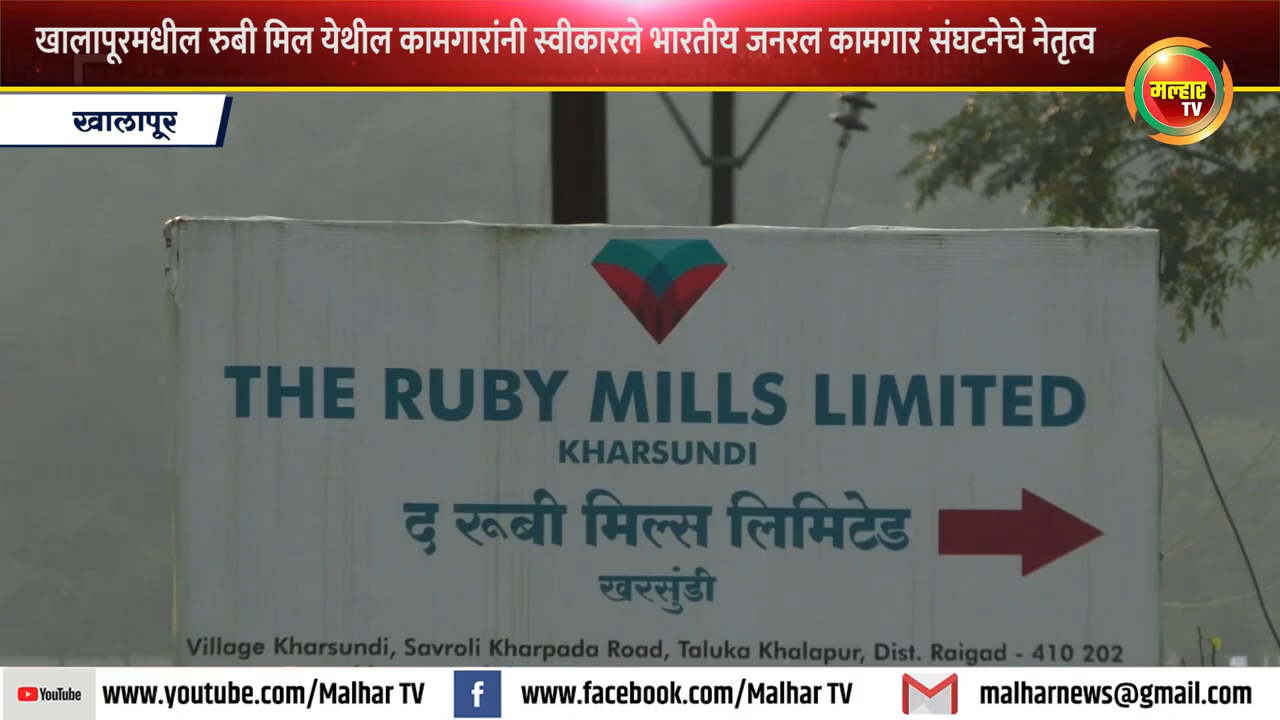 खालापूरमधील रुबी मिल येथील कामगारांनी स्वीकारले भारतीय जनरल कामगार संघटनेचे नेतृत्व
मल्हार
TV
खालापूर
THE RUBY MILLS LIMITED
KHARSUNDI
द रूबी मिल्स लिमिटेड
खरसुंडी
Village Kharsundi, Savroli Kharpada Road, Taluka Khalapur, Dist. Raigad - 410 202
YouTube www.youtube.com/Malhar TV www.facebook.com/Malhar TV malharnews@gmail.com